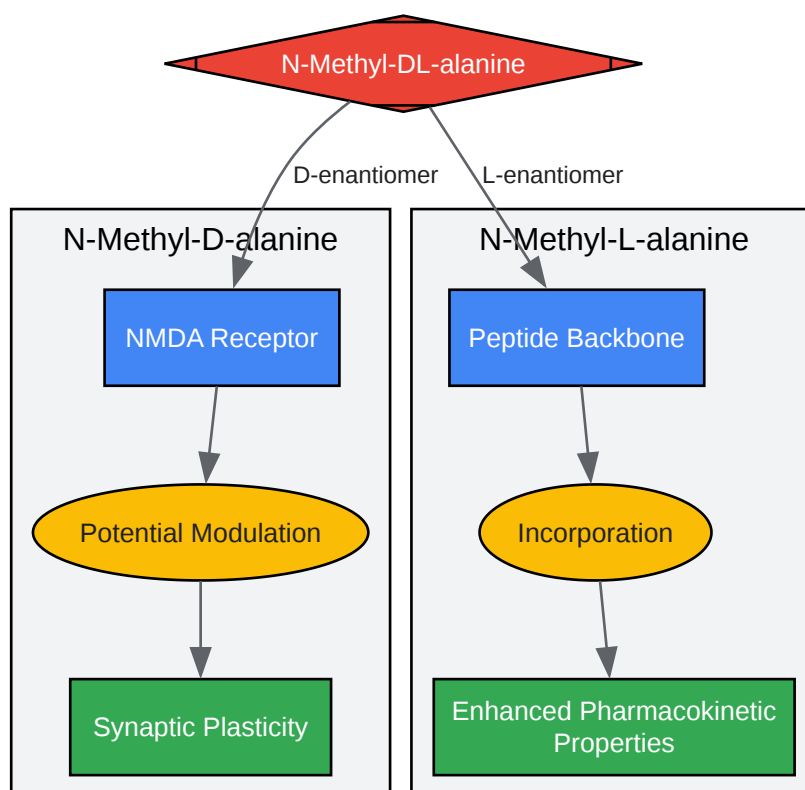 N-Methyl-DL-alanine
D-enantiomer
L-enantiomer
N-Methyl-D-alanine
N-Methyl-L-alanine
NMDA Receptor
Peptide Backbone
Potential Modulation
Incorporation
Synaptic Plasticity
Enhanced Pharmacokinetic
Properties